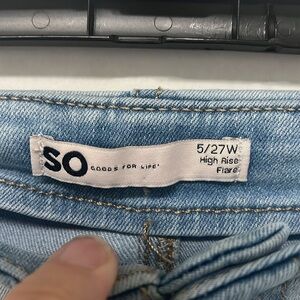 SO GOODS FOR LIFE.
5/27W
High Rise
Flare